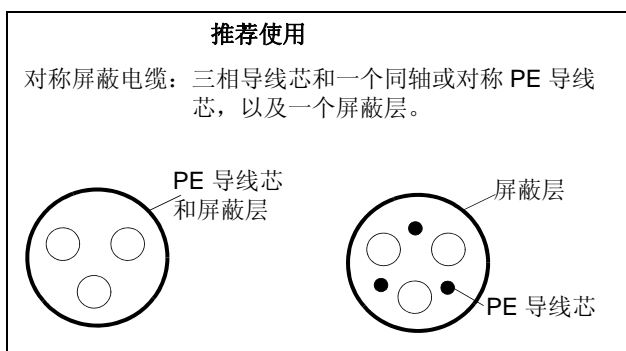 推荐使用
对称屏蔽电缆：三相导线芯和一个同轴或对称 PE 导线
芯，以及一个屏蔽层。
PE 导线芯
和屏蔽层
屏蔽层
PE 导线芯